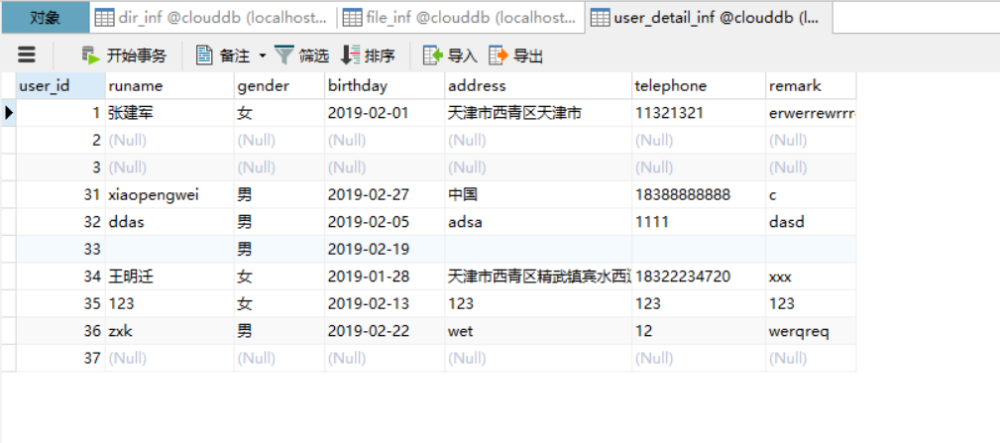 对象 dir_inf @clouddb (localhost... file_inf @clouddb (localhost... user_detail_inf @clouddb (l...
开始事务 备注 筛选 排序 导入 导出
user_id runame gender birthday address telephone remark
1 张建军 女 2019-02-01 天津市西青区天津市 11321321 erwerrewrrr
2 (Null) (Null) (Null) (Null) (Null) (Null)
3 (Null) (Null) (Null) (Null) (Null) (Null)
31 xiaopengwei 男 2019-02-27 中国 18388888888 c
32 ddas 男 2019-02-05 adsa 1111 dasd
33 男 2019-02-19
34 王明迁 女 2019-01-28 天津市西青区精武镇宾水西 18322234720 xxx
35 123 女 2019-02-13 123 123 123
36 zxk 男 2019-02-22 wet 12 werqreq
37 (Null) (Null) (Null) (Null) (Null) (Null)